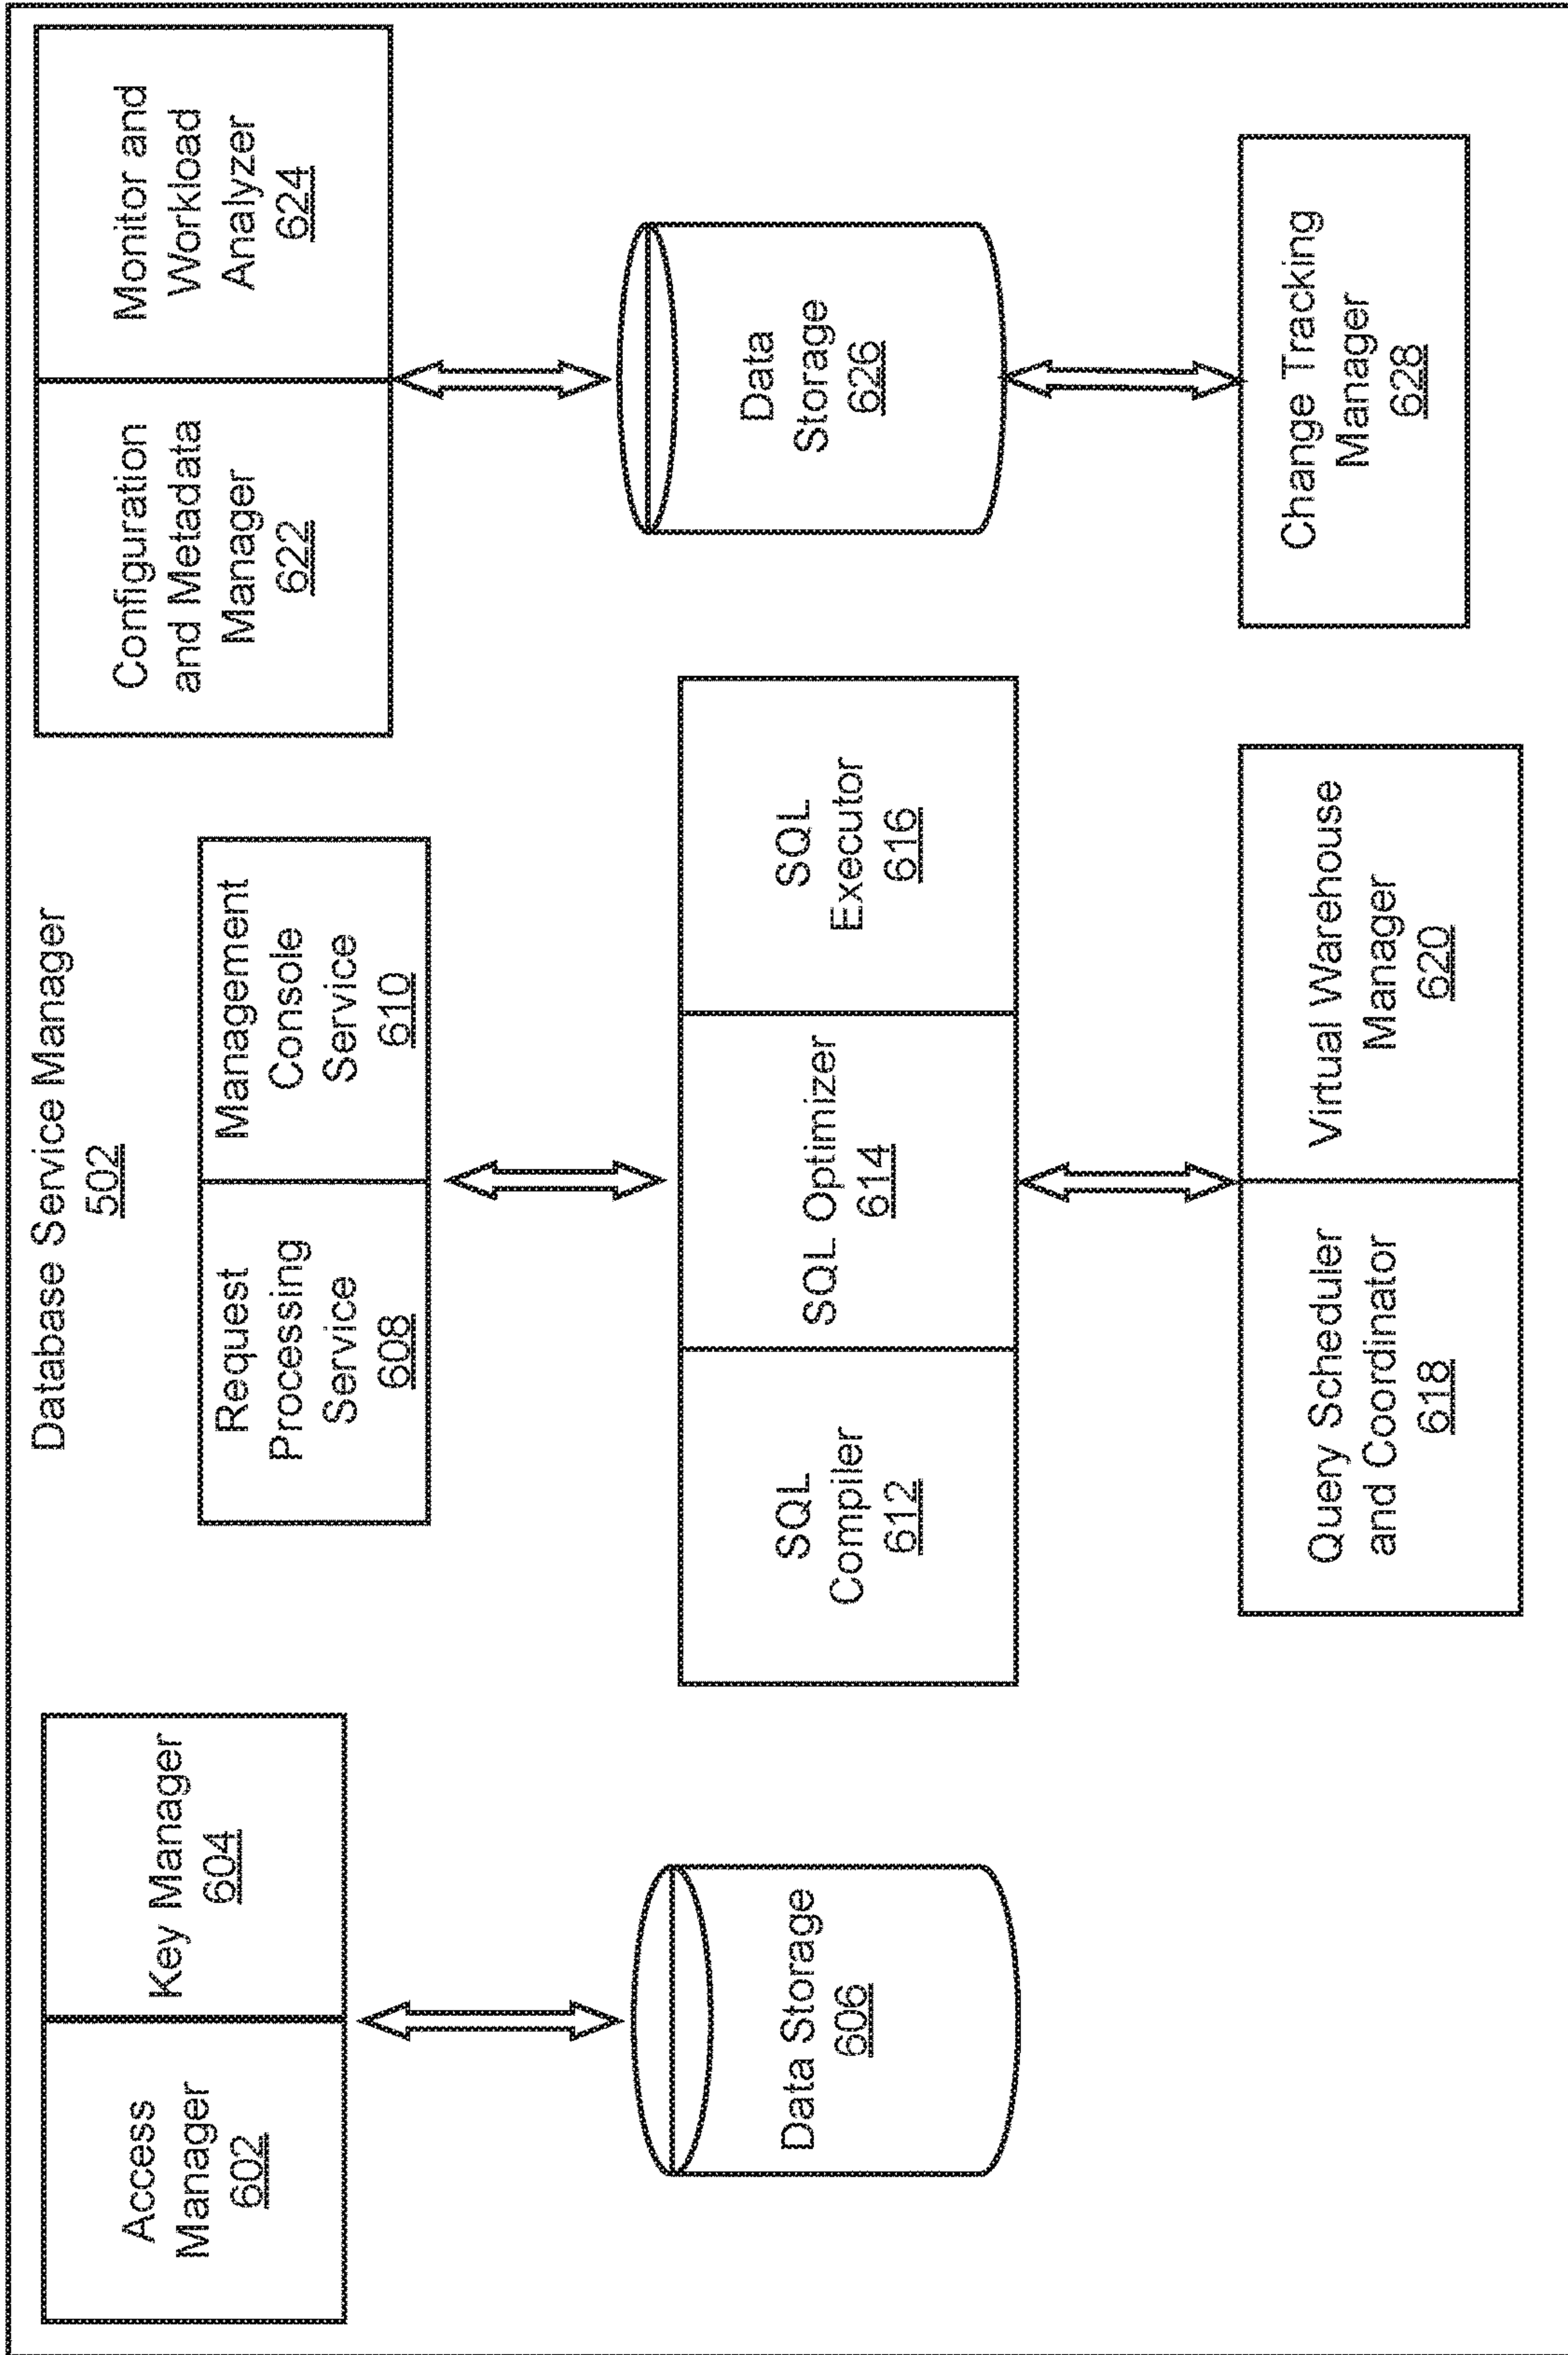 Database Service Manager
502
Access
Manager
602
Key Manager
604
Data Storage
606
Request
Processing
Service
608
Management
Console
Service
610
SQL
Compiler
612
SQL Optimizer
614
SQL
Executor
616
Query Scheduler
and Coordinator
618
Virtual Warehouse
Manager
620
Configuration
and Metadata
Manager
622
Monitor and
Workload
Analyzer
624
Data
Storage
626
Change Tracking
Manager
628